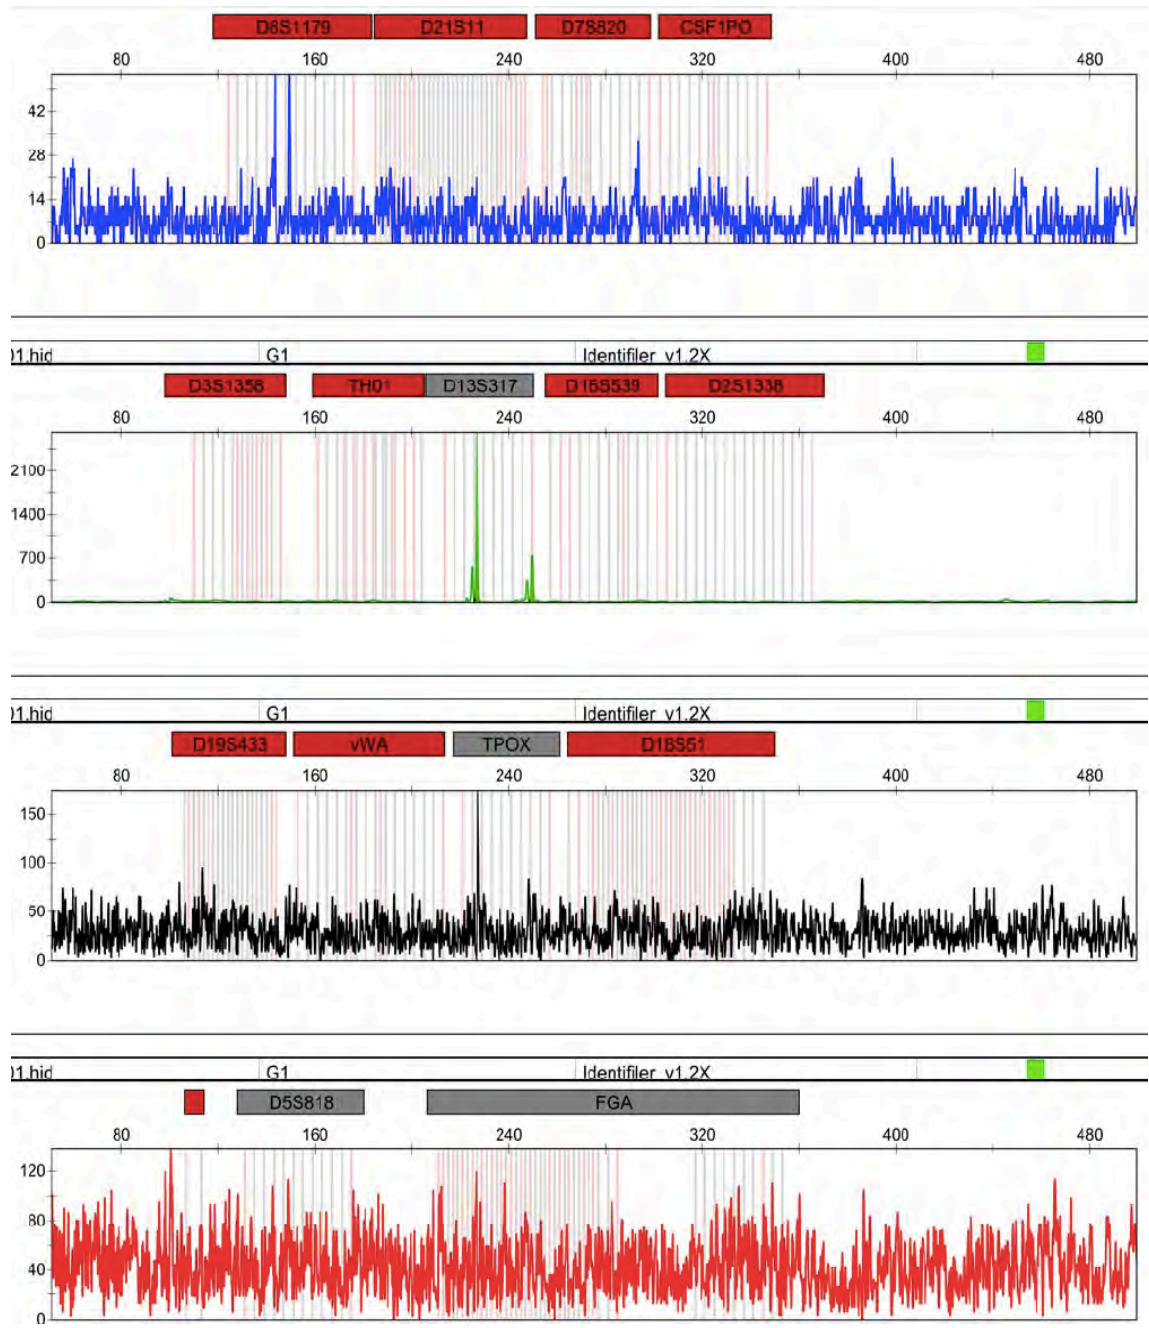 D8S1179 D21S11 D7S820 CSF1PO
80 160 240 320 400 480
42
28
14
0
01.hid G1 Identifiler_v1.2X
D3S1358 TH01 D13S317 D16S539 D2S1338
80 160 240 320 400 480
2100
1400
700
0
01.hid G1 Identifiler_v1.2X
D19S433 vWA TPOX D18S51
80 160 240 320 400 480
150
100
50
0
01.hid G1 Identifiler_v1.2X
D5S818 FGA
80 160 240 320 400 480
120
80
40
0